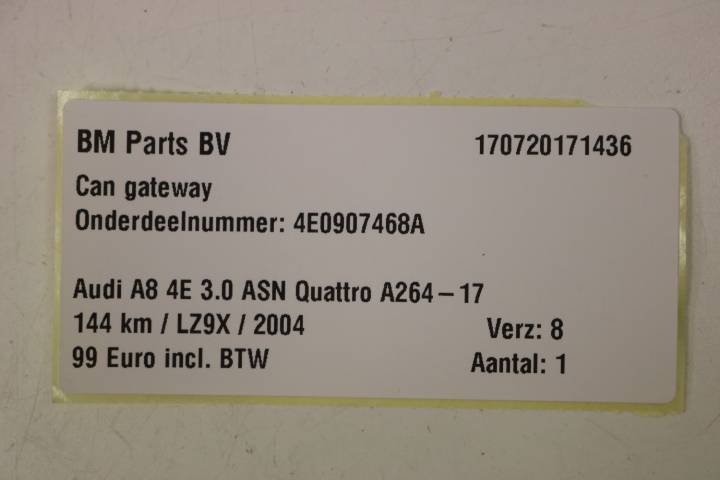 BM Parts BV 170720171436
Can gateway
Onderdeelnummer: 4E0907468A
Audi A8 4E 3.0 ASN Quattro A264-17
144 km / LZ9X / 2004 Verz: 8
99 Euro incl. BTW Aantal: 1